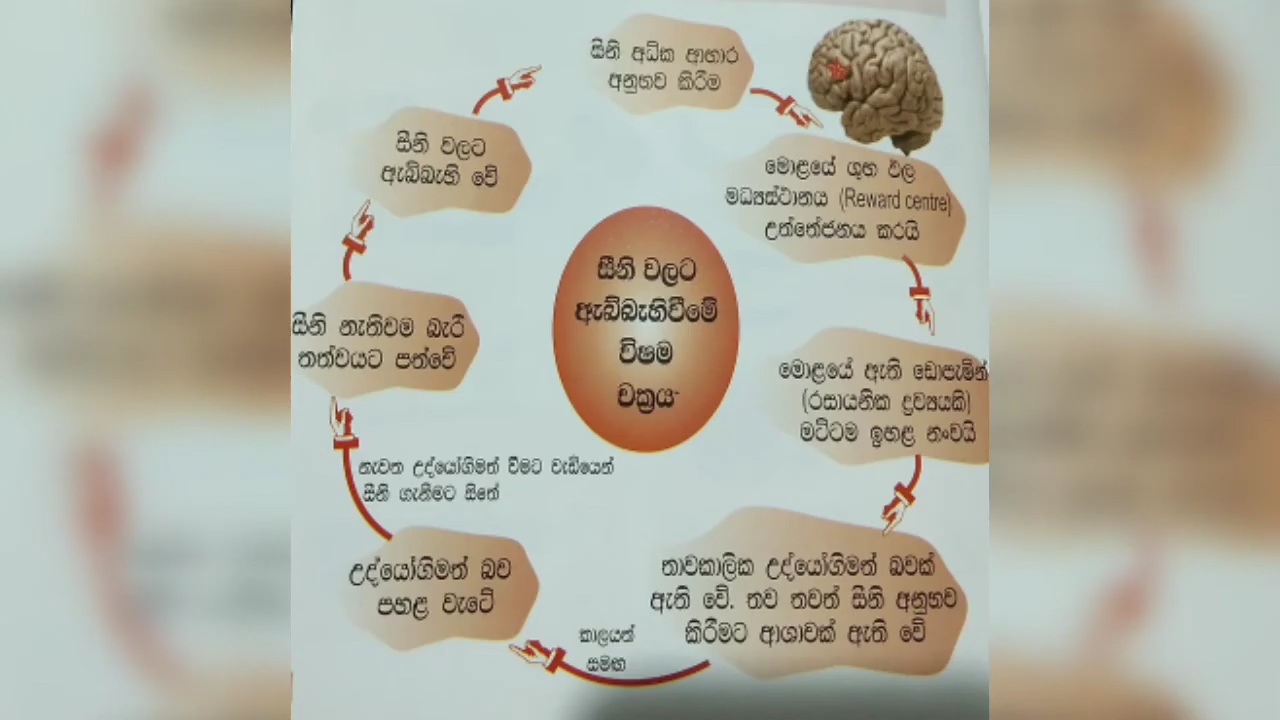 සීනි අධික ආහාර
අනුභව කිරීම
මොළයේ ශුභ ඵල
මධ්‍යස්ථානය (Reward centre)
උත්තේජනය කරයි
මොළයේ ඇති ඩොපැමින්
(රසායනික ද්‍රව්‍යයකි)
මට්ටම ඉහළ නංවයි
තාවකාලික උද්යෝගිමත් බවක්
ඇති වේ. තව තවත් සීනි අනුභව
කිරීමට ආශාවක් ඇති වේ
කාලයත්
සමඟ
උද්යෝගිමත් බව
පහළ වැටේ
නැවත උද්යෝගිමත් වීමට වැඩියෙන්
සීනි ගැනීමට සිතේ
සීනි නැතිවම බැරි
තත්වයට පත්වේ
සීනි වලට
ඇබ්බැහි වේ
සීනි වලට
ඇබ්බැහිවීමේ
විෂම
චක්‍රය